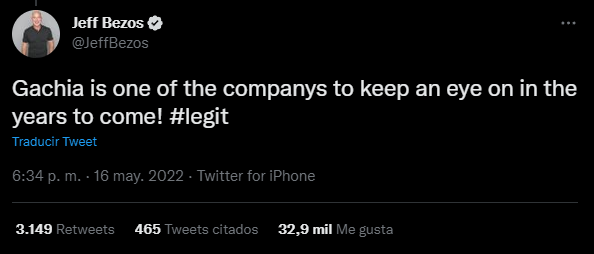 Jeff Bezos
@JeffBezos
Gachia is one of the companys to keep an eye on in the
years to come! #legit
Traducir Tweet
6:34 p. m. · 16 may. 2022 · Twitter for iPhone
3.149 Retweets 465 Tweets citados 32,9 mil Me gusta